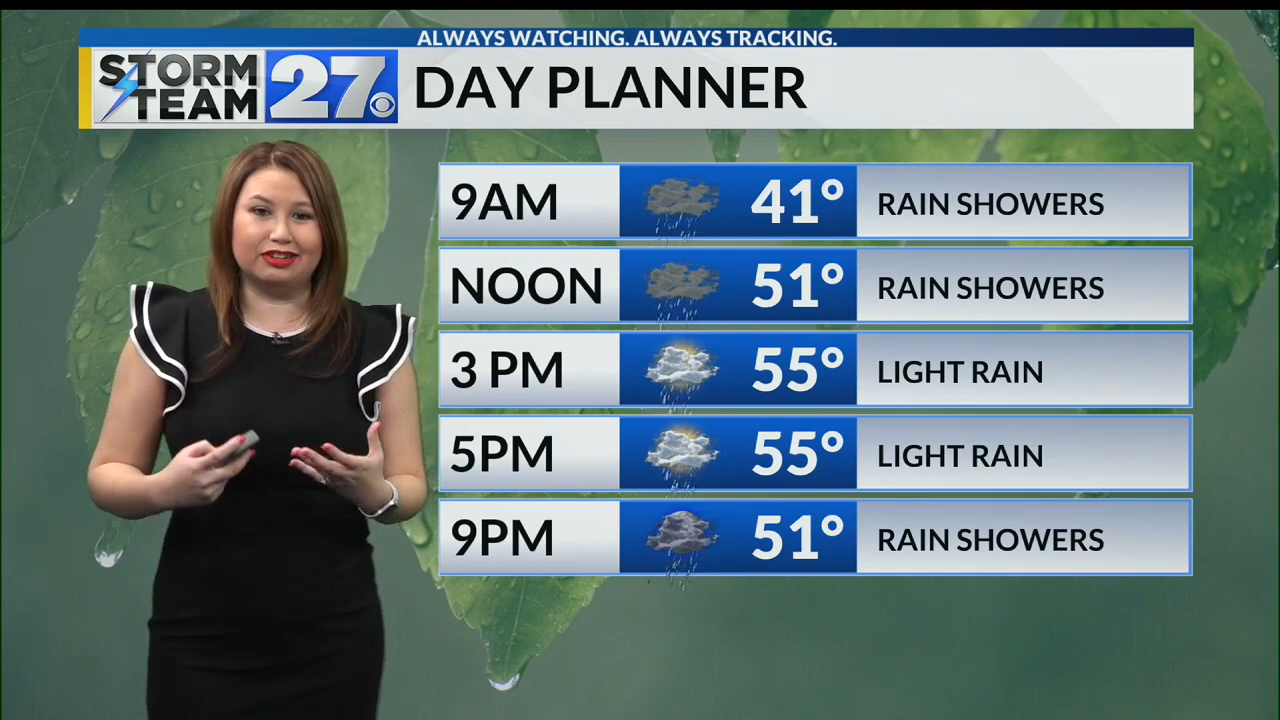 ALWAYS WATCHING. ALWAYS TRACKING.
STORM TEAM 27
DAY PLANNER
9AM 41° RAIN SHOWERS
NOON 51° RAIN SHOWERS
3 PM 55° LIGHT RAIN
5PM 55° LIGHT RAIN
9PM 51° RAIN SHOWERS